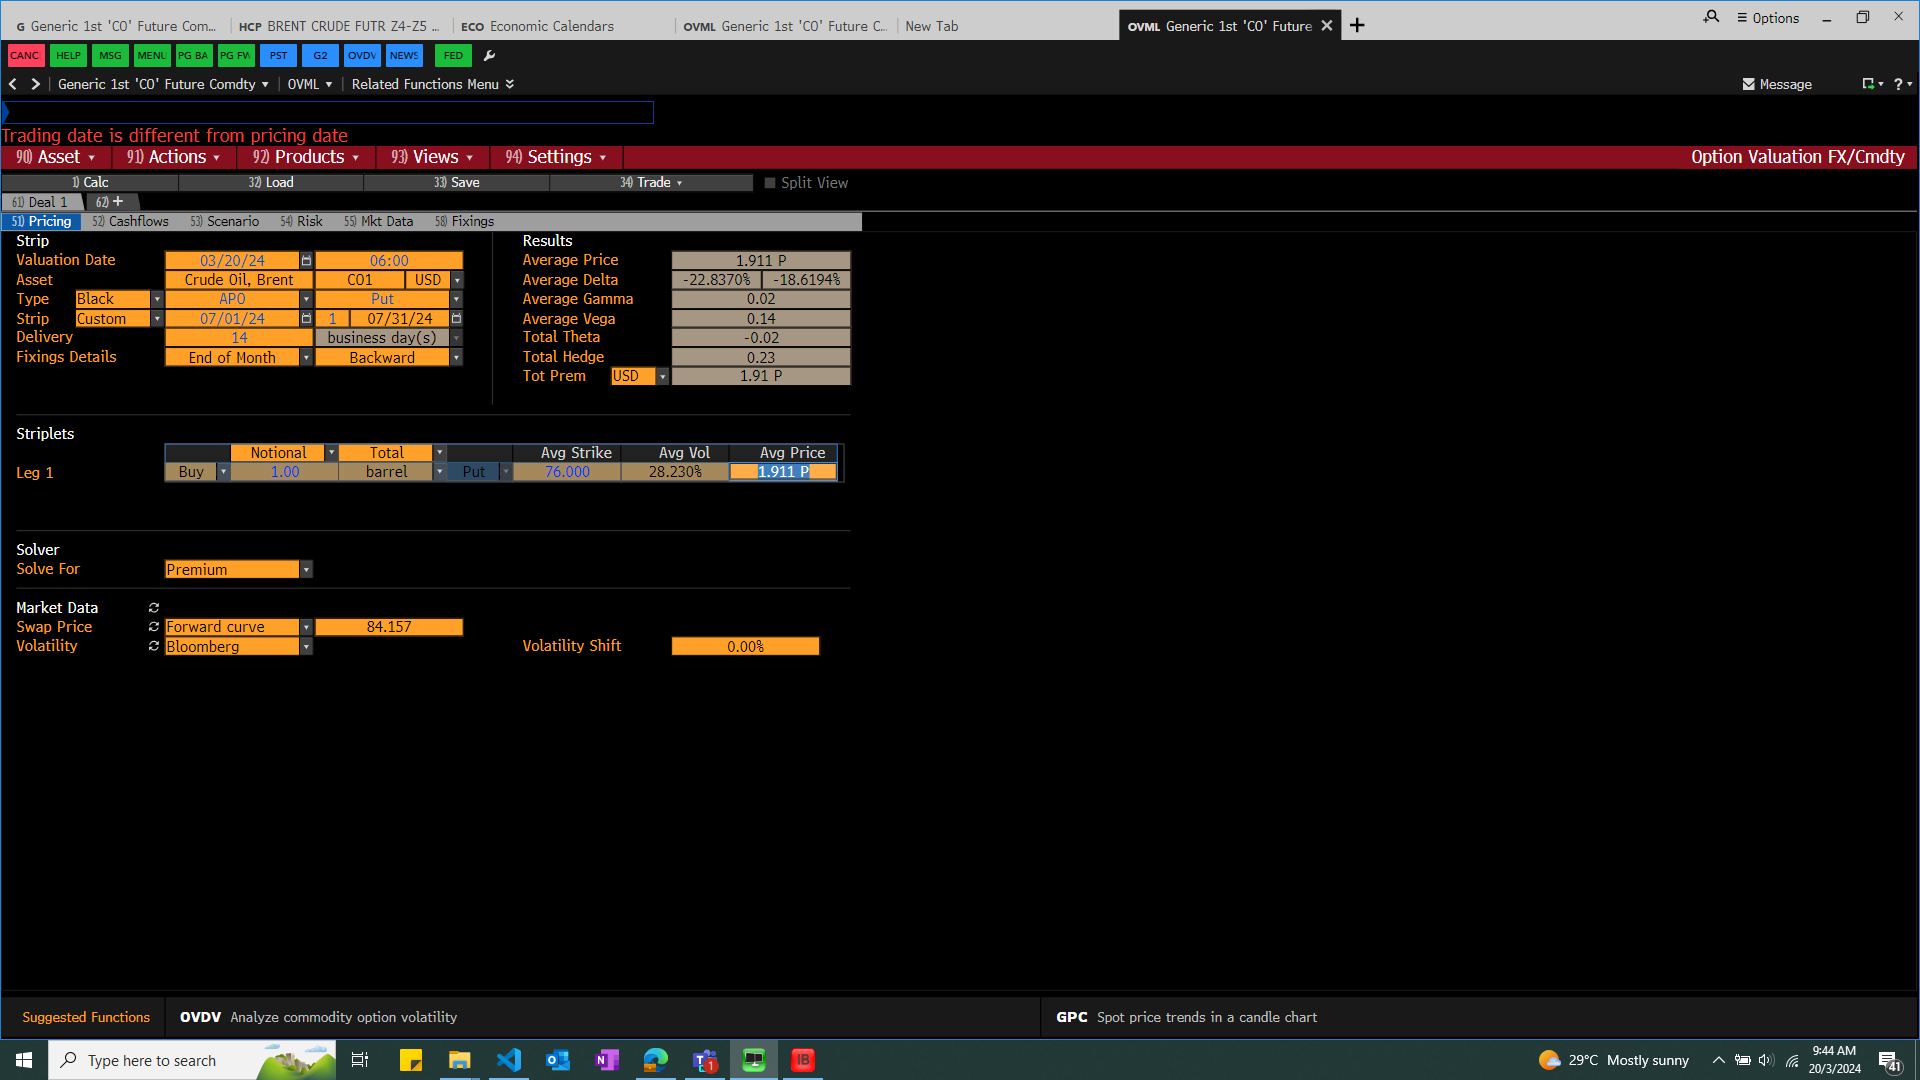 G Generic 1st 'CO' Future Com... HCP BRENT CRUDE FUTR Z4-Z5 ... ECO Economic Calendars OVML Generic 1st 'CO' Future C... New Tab OVML Generic 1st 'CO' Future Options
CANC HELP MSG MENU PG BA PG FW PST G2 OVDV NEWS FED
Generic 1st 'CO' Future Comdty OVML Related Functions Menu Message ?
Trading date is different from pricing date
90) Asset 91) Actions 92) Products 93) Views 94) Settings Option Valuation FX/Cmdty
1) Calc 32) Load 33) Save 34) Trade Split View
61) Deal 1 62) +
51) Pricing 52) Cashflows 53) Scenario 54) Risk 55) Mkt Data 58) Fixings
Strip Results
Valuation Date 03/20/24 06:00 Average Price 1.911 P
Asset Crude Oil, Brent CO1 USD Average Delta -22.8370% -18.6194%
Type Black APO Put Average Gamma 0.02
Strip Custom 07/01/24 1 07/31/24 Average Vega 0.14
Delivery 14 business day(s) Total Theta -0.02
Fixings Details End of Month Backward Total Hedge 0.23
Tot Prem USD 1.91 P
Striplets
Notional Total Avg Strike Avg Vol Avg Price
Leg 1 Buy 1.00 barrel Put 76.000 28.230% 1.911 P
Solver
Solve For Premium
Market Data
Swap Price Forward curve 84.157
Volatility Bloomberg Volatility Shift 0.00%
Suggested Functions OVDV Analyze commodity option volatility GPC Spot price trends in a candle chart
Type here to search N 1 IB 29°C Mostly sunny 9:44 AM
20/3/2024 41